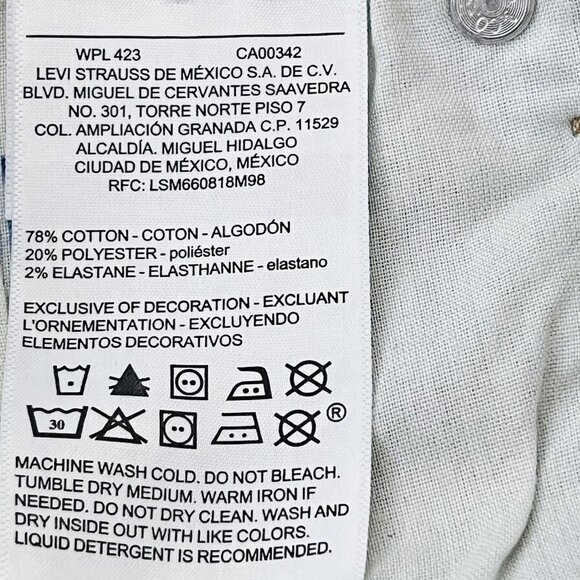 WPL 423 CA00342
LEVI STRAUSS DE MÉXICO S.A. DE C.V.
BLVD. MIGUEL DE CERVANTES SAAVEDRA
NO. 301, TORRE NORTE PISO 7
COL. AMPLIACIÓN GRANADA C.P. 11529
ALCALDÍA. MIGUEL HIDALGO
CIUDAD DE MÉXICO, MÉXICO
RFC: LSM660818M98
78% COTTON - COTON - ALGODÓN
20% POLYESTER - poliéster
2% ELASTANE - ELASTHANNE - elastano
EXCLUSIVE OF DECORATION - EXCLUANT
L'ORNEMENTATION - EXCLUYENDO
ELEMENTOS DECORATIVOS
30 ®
MACHINE WASH COLD. DO NOT BLEACH.
TUMBLE DRY MEDIUM. WARM IRON IF
NEEDED. DO NOT DRY CLEAN. WASH AND
DRY INSIDE OUT WITH LIKE COLORS.
LIQUID DETERGENT IS RECOMMENDED.